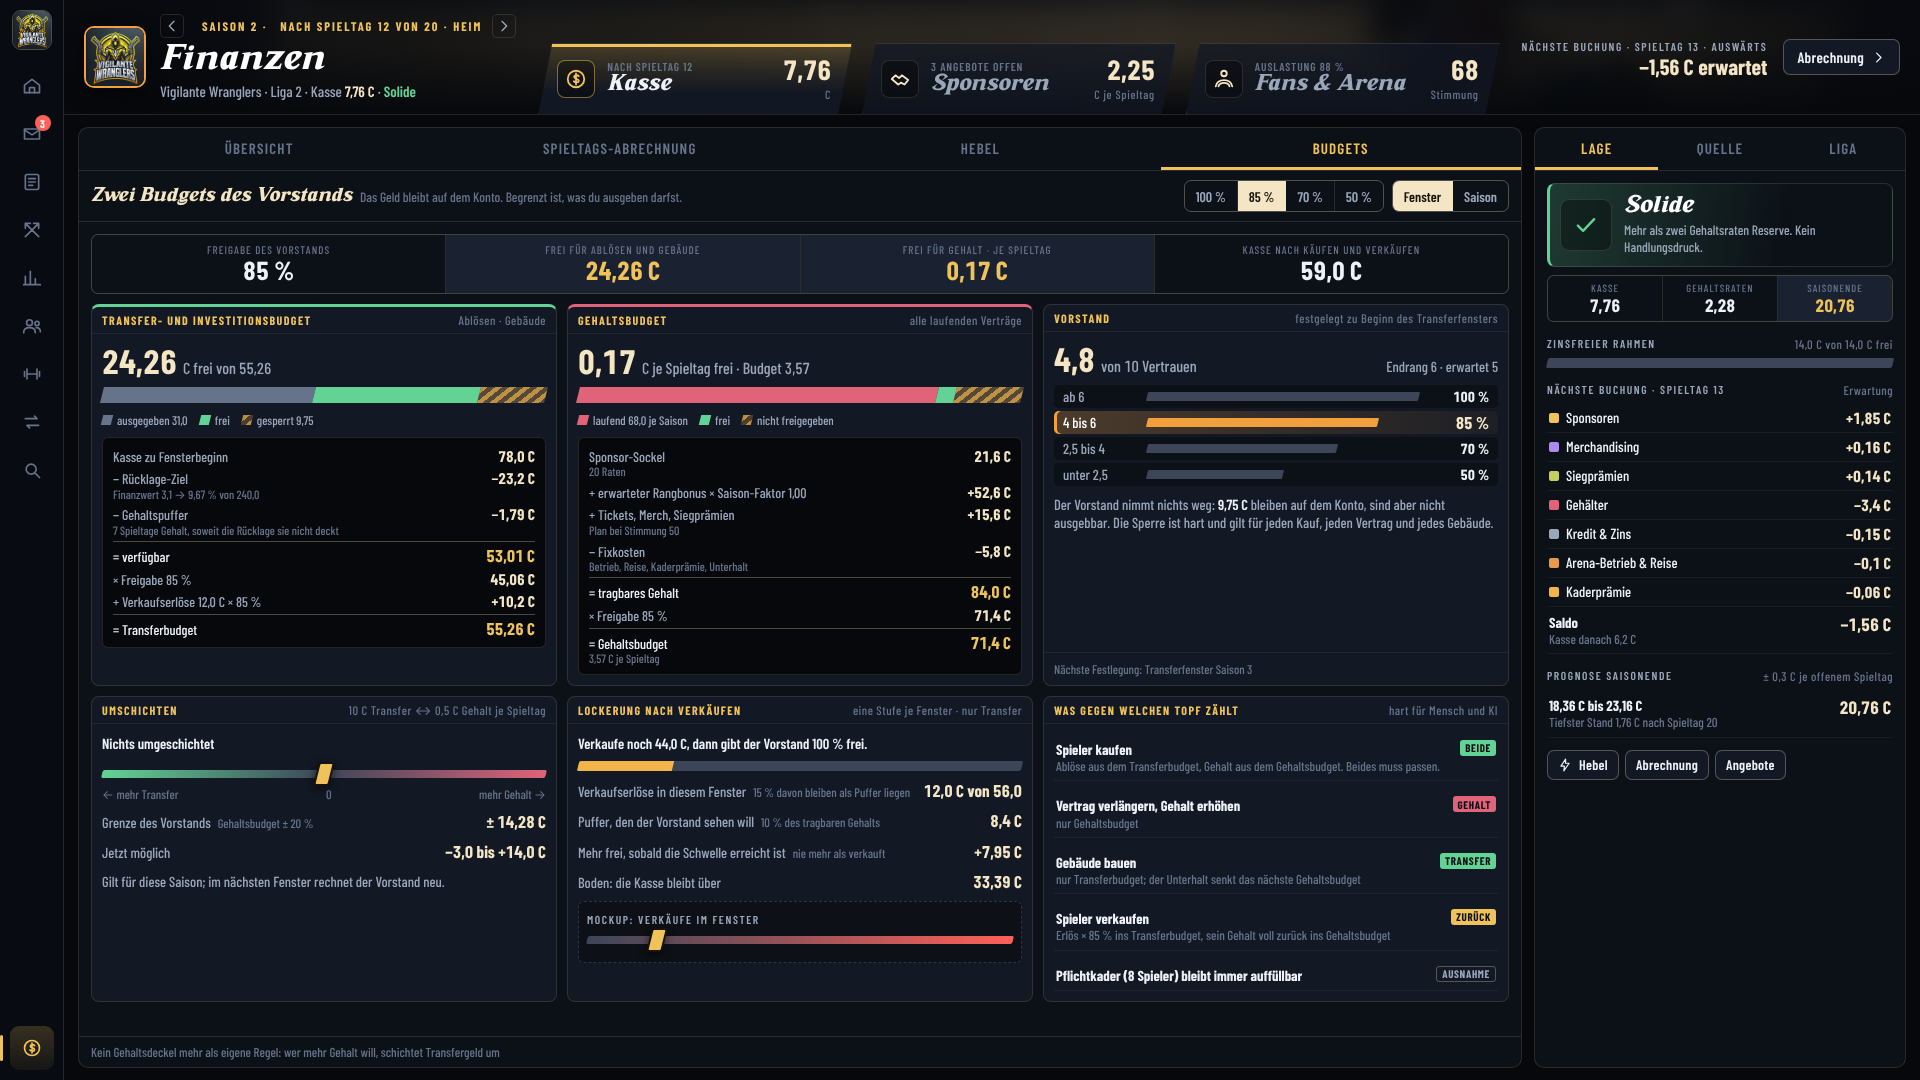 VIGILANTE WRANGLERS
SAISON 2 · NACH SPIELTAG 12 VON 20 · HEIM
Finanzen
Vigilante Wranglers · Liga 2 · Kasse 7,76 C · Solide
NACH SPIELTAG 12
Kasse
7,76
C
3 ANGEBOTE OFFEN
Sponsoren
2,25
C je Spieltag
AUSLASTUNG 88 %
Fans & Arena
68
Stimmung
NÄCHSTE BUCHUNG · SPIELTAG 13 · AUSWÄRTS
−1,56 C erwartet
Abrechnung
3
ÜBERSICHT
SPIELTAGS-ABRECHNUNG
HEBEL
BUDGETS
Zwei Budgets des Vorstands
Das Geld bleibt auf dem Konto. Begrenzt ist, was du ausgeben darfst.
100 %
85 %
70 %
50 %
Fenster
Saison
FREIGABE DES VORSTANDS
85 %
FREI FÜR ABLÖSEN UND GEBÄUDE
24,26 C
FREI FÜR GEHALT · JE SPIELTAG
0,17 C
KASSE NACH KÄUFEN UND VERKÄUFEN
59,0 C
TRANSFER- UND INVESTITIONSBUDGET
Ablösen · Gebäude
24,26 C frei von 55,26
ausgegeben 31,0
frei
gesperrt 9,75
Kasse zu Fensterbeginn 78,0 C
− Rücklage-Ziel −23,2 C
Finanzwert 3,1 → 9,67 % von 240,0
− Gehaltspuffer −1,79 C
7 Spieltage Gehalt, soweit die Rücklage sie nicht deckt
= verfügbar 53,01 C
× Freigabe 85 % 45,06 C
+ Verkaufserlöse 12,0 C × 85 % +10,2 C
= Transferbudget 55,26 C
GEHALTSBUDGET
alle laufenden Verträge
0,17 C je Spieltag frei · Budget 3,57
laufend 68,0 je Saison
frei
nicht freigegeben
Sponsor-Sockel 21,6 C
20 Raten
+ erwarteter Rangbonus × Saison-Faktor 1,00 +52,6 C
+ Tickets, Merch, Siegprämien +15,6 C
Plan bei Stimmung 50
− Fixkosten −5,8 C
Betrieb, Reise, Kaderprämie, Unterhalt
= tragbares Gehalt 84,0 C
× Freigabe 85 % 71,4 C
= Gehaltsbudget 71,4 C
3,57 C je Spieltag
VORSTAND
festgelegt zu Beginn des Transferfensters
4,8 von 10 Vertrauen
Endrang 6 · erwartet 5
ab 6 100 %
4 bis 6 85 %
2,5 bis 4 70 %
unter 2,5 50 %
Der Vorstand nimmt nichts weg: 9,75 C bleiben auf dem Konto, sind aber nicht
ausgebbar. Die Sperre ist hart und gilt für jeden Kauf, jeden Vertrag und jedes Gebäude.
Nächste Festlegung: Transferfenster Saison 3
UMSCHICHTEN
10 C Transfer ↔ 0,5 C Gehalt je Spieltag
Nichts umgeschichtet
← mehr Transfer
0
mehr Gehalt →
Grenze des Vorstands Gehaltsbudget ± 20 % ± 14,28 C
Jetzt möglich −3,0 bis +14,0 C
Gilt für diese Saison; im nächsten Fenster rechnet der Vorstand neu.
LOCKERUNG NACH VERKÄUFEN
eine Stufe je Fenster · nur Transfer
Verkaufe noch 44,0 C, dann gibt der Vorstand 100 % frei.
Verkaufserlöse in diesem Fenster 15 % davon bleiben als Puffer liegen 12,0 C von 56,0
Puffer, den der Vorstand sehen will 10 % des tragbaren Gehalts 8,4 C
Mehr frei, sobald die Schwelle erreicht ist nie mehr als verkauft +7,95 C
Boden: die Kasse bleibt über 33,39 C
MOCKUP: VERKÄUFE IM FENSTER
WAS GEGEN WELCHEN TOPF ZÄHLT
hart für Mensch und KI
Spieler kaufen BEIDE
Ablöse aus dem Transferbudget, Gehalt aus dem Gehaltsbudget. Beides muss passen.
Vertrag verlängern, Gehalt erhöhen GEHALT
nur Gehaltsbudget
Gebäude bauen TRANSFER
nur Transferbudget; der Unterhalt senkt das nächste Gehaltsbudget
Spieler verkaufen ZURÜCK
Erlös × 85 % ins Transferbudget, sein Gehalt voll zurück ins Gehaltsbudget
Pflichtkader (8 Spieler) bleibt immer auffüllbar AUSNAHME
Kein Gehaltsdeckel mehr als eigene Regel: wer mehr Gehalt will, schichtet Transfergeld um
LAGE
QUELLE
LIGA
Solide
Mehr als zwei Gehaltsraten Reserve. Kein
Handlungsdruck.
KASSE
7,76
GEHALTSRATEN
2,28
SAISONENDE
20,76
ZINSFREIER RAHMEN
14,0 C von 14,0 C frei
NÄCHSTE BUCHUNG · SPIELTAG 13
Erwartung
Sponsoren +1,85 C
Merchandising +0,16 C
Siegprämien +0,14 C
Gehälter −3,4 C
Kredit & Zins −0,15 C
Arena-Betrieb & Reise −0,1 C
Kaderprämie −0,06 C
Saldo −1,56 C
Kasse danach 6,2 C
PROGNOSE SAISONENDE
± 0,3 C je offenem Spieltag
18,36 C bis 23,16 C 20,76 C
Tiefster Stand 1,76 C nach Spieltag 20
Hebel
Abrechnung
Angebote